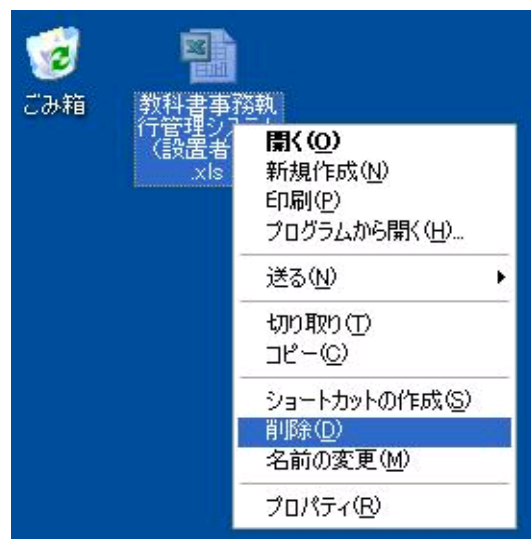 ごみ箱
教科書事務執
行管理シ
(設置者
.xls
開く(O)
新規作成(N)
印刷(P)
プログラムから開く(H)...
送る(N)
切り取り(T)
コピー(C)
ショートカットの作成(S)
削除(D)
名前の変更(M)
プロパティ(R)